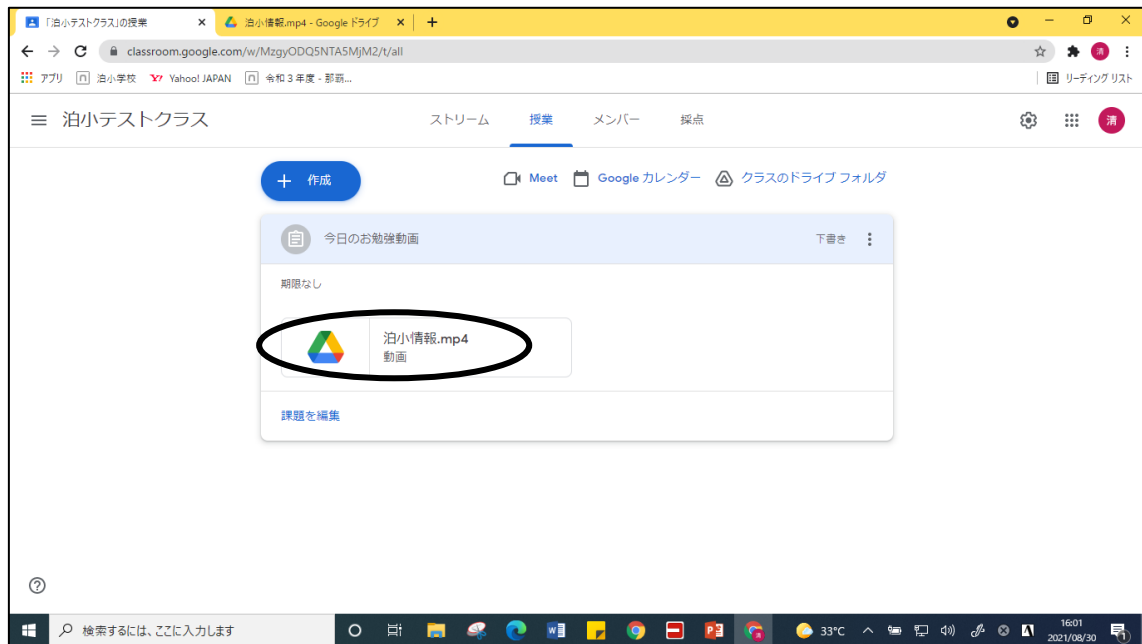 「泊小テストクラス」の授業
泊小情報.mp4 - Google ドライブ
classroom.google.com/w/MzgyODQ5NTA5MjM2/t/all
アプリ 泊小学校 Yahoo! JAPAN 令和３年度 - 那覇... リーディング リスト
泊小テストクラス ストリーム 授業 メンバー 採点 清
作成 Meet Google カレンダー クラスのドライブ フォルダ
今日のお勉強動画 下書き
期限なし
泊小情報.mp4
動画
課題を編集
検索するには、ここに入力します 33°C 16:01
2021/08/30